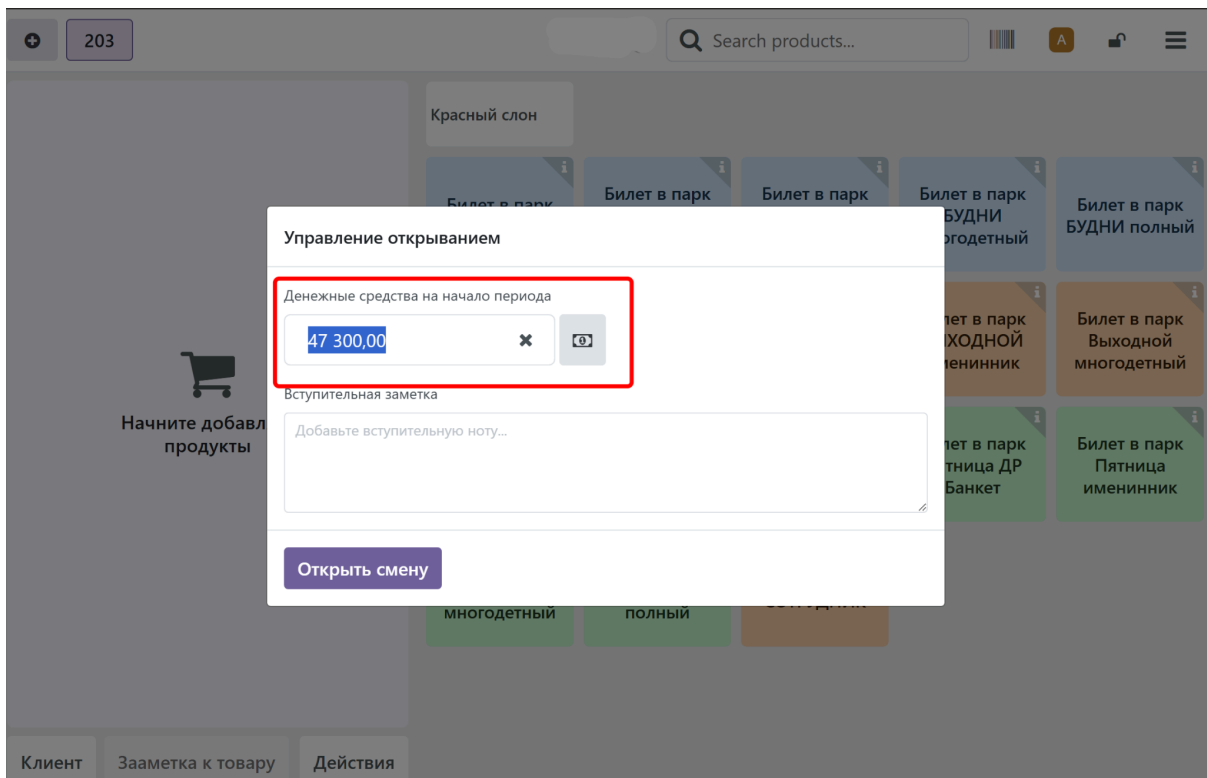 203
Search products...
A
Красный слон
Билет в парк
Билет в парк
Билет в парк
Билет в парк
БУДНИ
Билет в парк
БУДНИ полный
Управление открыванием
Денежные средства на начало периода
47 300,00
Вступительная заметка
Добавьте вступительную ноту...
Открыть смену
Билет в парк
Выходной
многодетный
Билет в парк
Пятница
именинник
Банкет
Начните
продукты
многодетный
полный
Клиент
Зааметка к товару
Действия